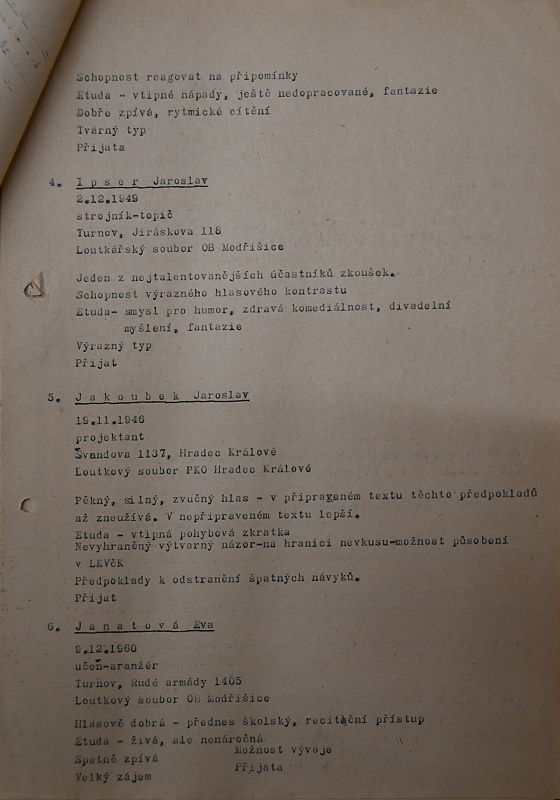 Schopnost reagovat na připomínky
Etuda - vtipné nápady, ještě nedopracované, fantazie
Dobře zpívá, rytmické cítění
Tvárný typ
Přijata
4. I p s e r Jaroslav
2.12.1949
strojník-topič
Turnov, Jiráskova 118
Loutkářský soubor OB Modřišice
Jeden z nejtalentovanějších účastníků zkoušek.
Schopnost výrazného hlasového kontrastu
Etuda- smysl pro humor, zdravá komediálnost, divadelní
myšlení, fantazie
Výrazný typ
Přijat
5. J a k o u b e k Jaroslav
19.11.1946
projektant
Švandova 1137, Hradec Králové
Loutkový soubor PKO Hradec Králové
Pěkný, silný, zvučný hlas - v připraveném textu těchto předpokladů
až zneužívá. V nepřipraveném textu lepší.
Etuda - vtipná pohybová zkratka
Nevyhraněný výtvarný názor-na hranici nevkusu-možnost působení
v LKVčK
Předpoklady k odstranění špatných návyků.
Přijat
6. J a n a t o v á Eva
9.12.1960
učeň-aranžér
Turnov, Rudé armády 1405
Loutkový soubor OB Modřišice
Hlasově dobrá - přednes školský, recitační přístup
Etuda - živá, ale nenáročná
Možnost vývoje
Špatně zpívá
Přijata
Velký zájem